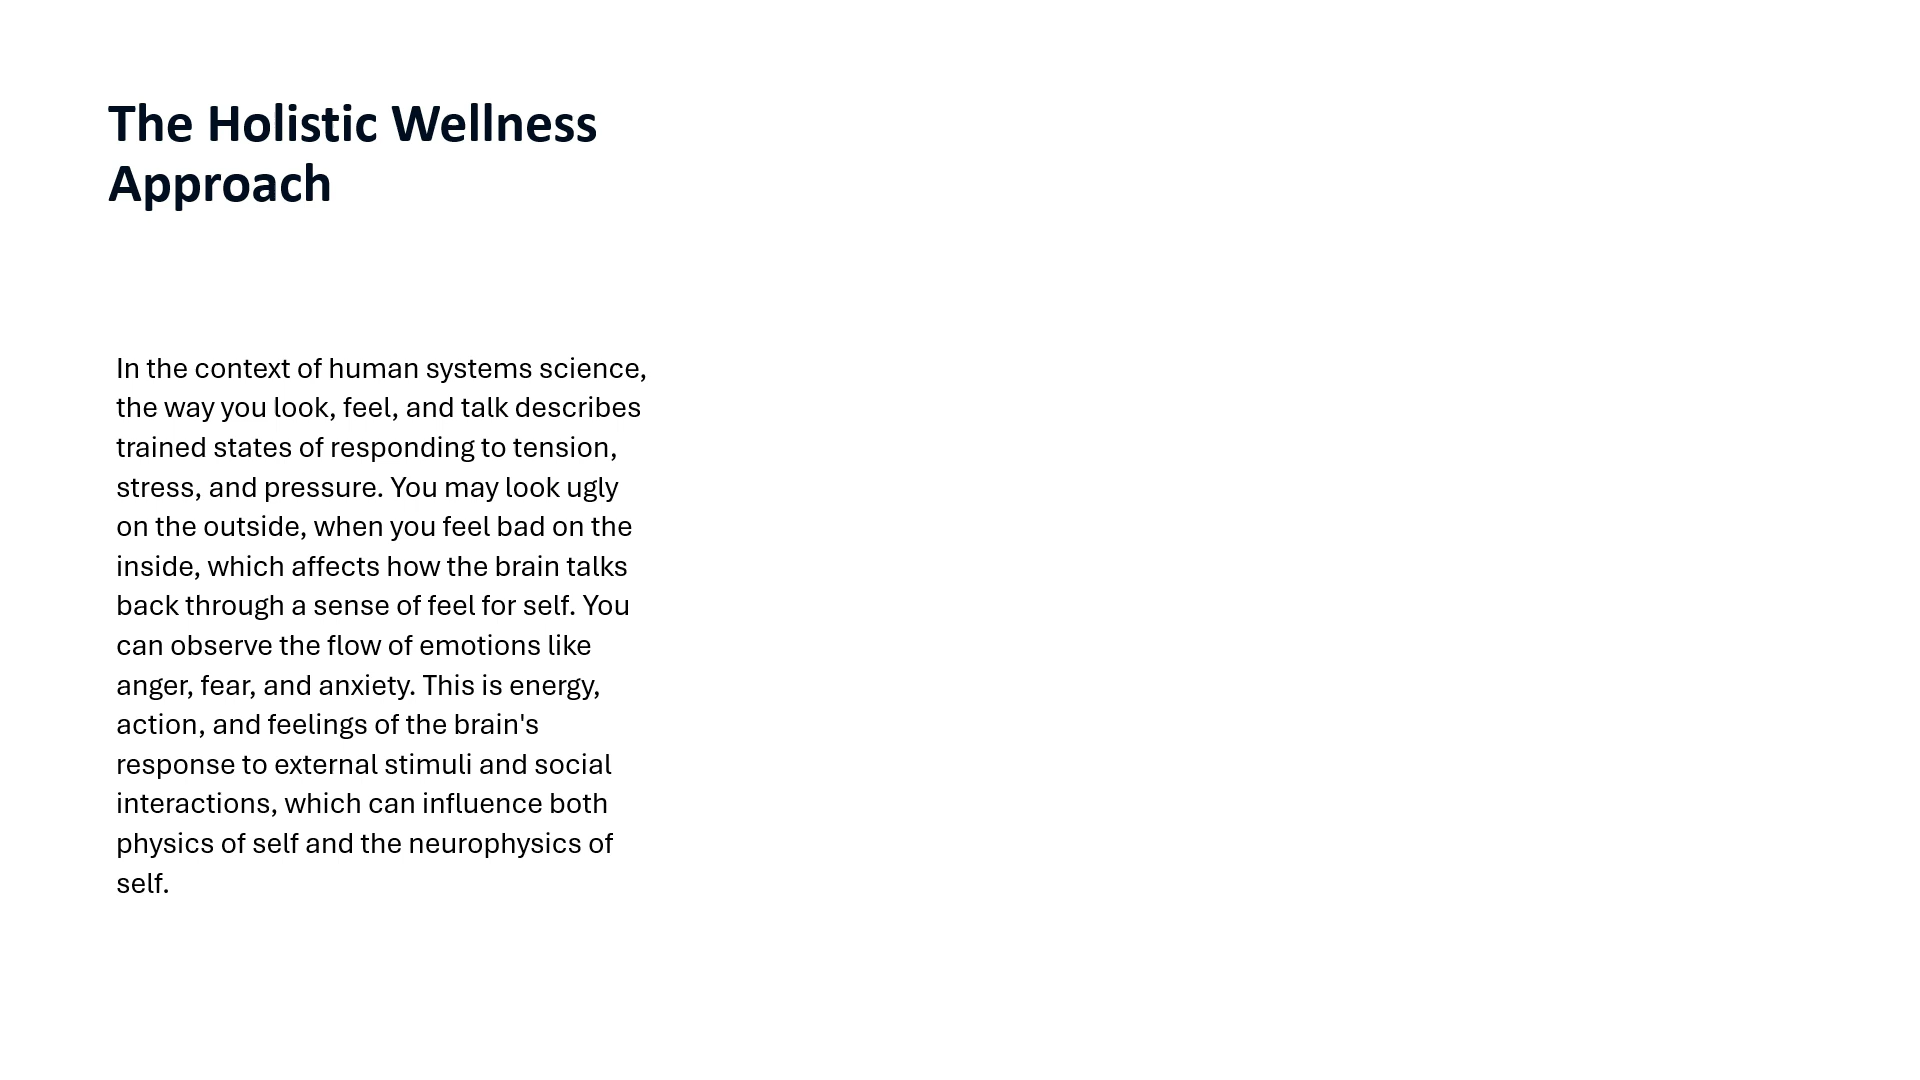 The Holistic Wellness
Approach
In the context of human systems science,
the way you look, feel, and talk describes
trained states of responding to tension,
stress, and pressure. You may look ugly
on the outside, when you feel bad on the
inside, which affects how the brain talks
back through a sense of feel for self. You
can observe the flow of emotions like
anger, fear, and anxiety. This is energy,
action, and feelings of the brain's
response to external stimuli and social
interactions, which can influence both
physics of self and the neurophysics of
self.